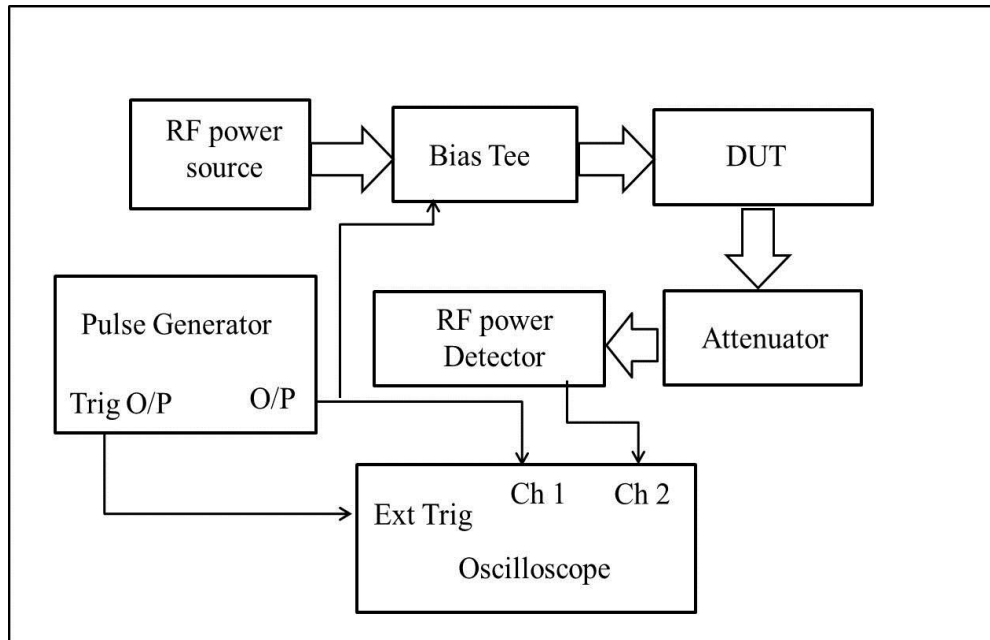 RF power
source
Bias Tee
DUT
Pulse Generator
Trig O/P
O/P
RF power
Detector
Attenuator
Ext Trig
Ch 1
Ch 2
Oscilloscope